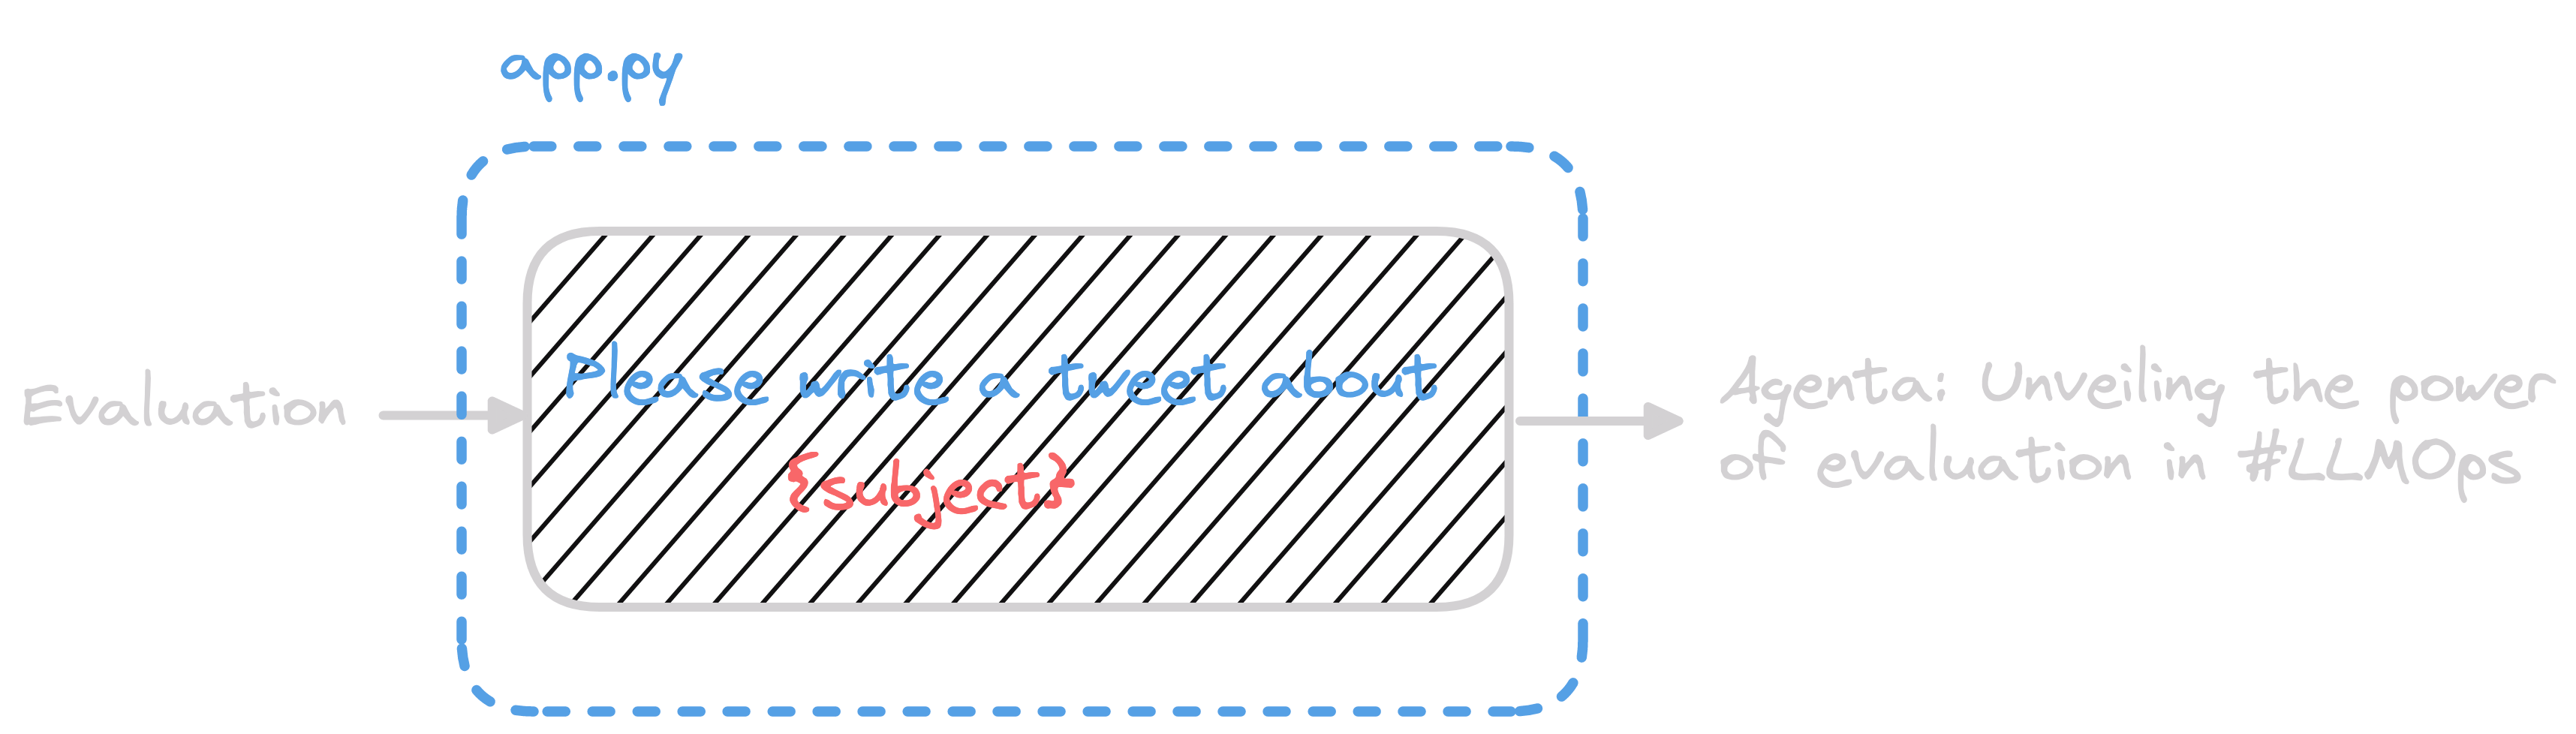 app.py
Evaluation
Please write a tweet about
{subject}
Agenta: Unveiling the power
of evaluation in #LLMOps